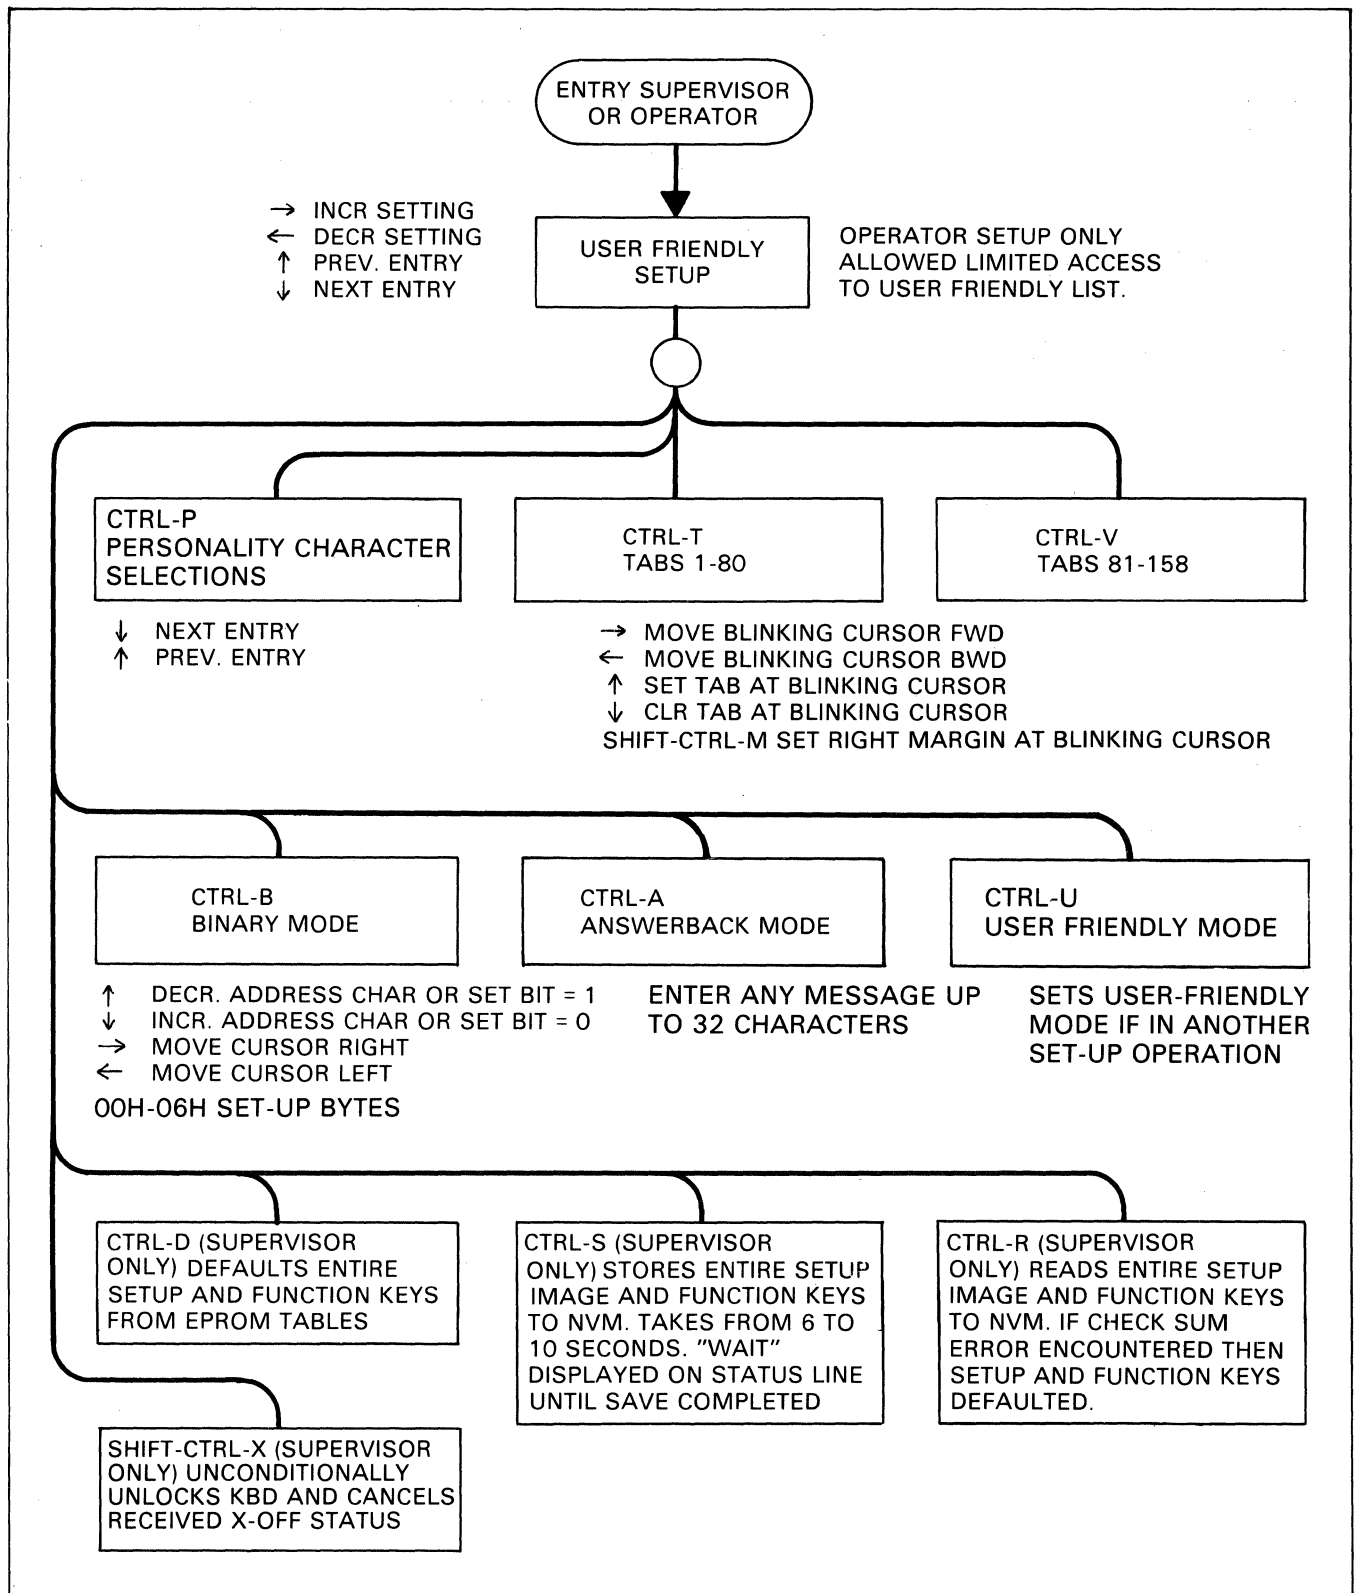 ENTRY SUPERVISOR
OR OPERATOR
→ INCR SETTING
← DECR SETTING
↑ PREV. ENTRY
↓ NEXT ENTRY
USER FRIENDLY
SETUP
OPERATOR SETUP ONLY
ALLOWED LIMITED ACCESS
TO USER FRIENDLY LIST.
CTRL-P
PERSONALITY CHARACTER
SELECTIONS
CTRL-T
TABS 1-80
CTRL-V
TABS 81-158
↓ NEXT ENTRY
↑ PREV. ENTRY
→ MOVE BLINKING CURSOR FWD
← MOVE BLINKING CURSOR BWD
↑ SET TAB AT BLINKING CURSOR
↓ CLR TAB AT BLINKING CURSOR
SHIFT-CTRL-M SET RIGHT MARGIN AT BLINKING CURSOR
CTRL-B
BINARY MODE
CTRL-A
ANSWERBACK MODE
CTRL-U
USER FRIENDLY MODE
↑ DECR. ADDRESS CHAR OR SET BIT = 1
↓ INCR. ADDRESS CHAR OR SET BIT = 0
→ MOVE CURSOR RIGHT
← MOVE CURSOR LEFT
00H-06H SET-UP BYTES
ENTER ANY MESSAGE UP
TO 32 CHARACTERS
SETS USER-FRIENDLY
MODE IF IN ANOTHER
SET-UP OPERATION
CTRL-D (SUPERVISOR
ONLY) DEFAULTS ENTIRE
SETUP AND FUNCTION KEYS
FROM EPROM TABLES
CTRL-S (SUPERVISOR
ONLY) STORES ENTIRE SETUP
IMAGE AND FUNCTION KEYS
TO NVM. TAKES FROM 6 TO
10 SECONDS. "WAIT"
DISPLAYED ON STATUS LINE
UNTIL SAVE COMPLETED
CTRL-R (SUPERVISOR
ONLY) READS ENTIRE SETUP
IMAGE AND FUNCTION KEYS
TO NVM. IF CHECK SUM
ERROR ENCOUNTERED THEN
SETUP AND FUNCTION KEYS
DEFAULTED.
SHIFT-CTRL-X (SUPERVISOR
ONLY) UNCONDITIONALLY
UNLOCKS KBD AND CANCELS
RECEIVED X-OFF STATUS